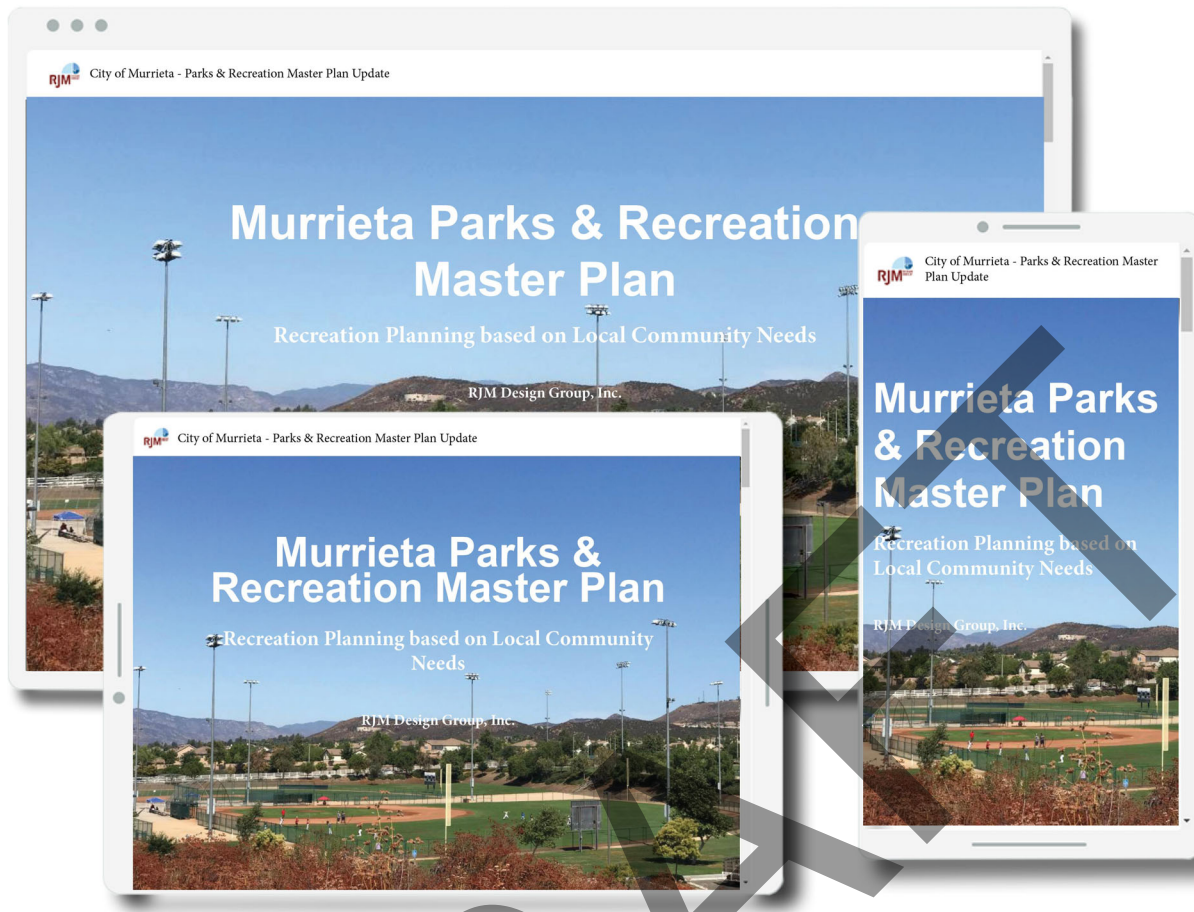 RJM
City of Murrieta - Parks & Recreation Master Plan Update
Murrieta Parks & Recreation
Master Plan
Recreation Planning based on Local Community Needs
RJM Design Group, Inc.
RJM
City of Murrieta - Parks & Recreation Master Plan Update
Murrieta Parks &
Recreation Master Plan
Recreation Planning based on Local Community
Needs
RJM Design Group, Inc.
RJM
City of Murrieta - Parks & Recreation Master
Plan Update
Murrieta Parks
& Recreation
Master Plan
Recreation Planning based on
Local Community Needs
RJM Design Group, Inc.